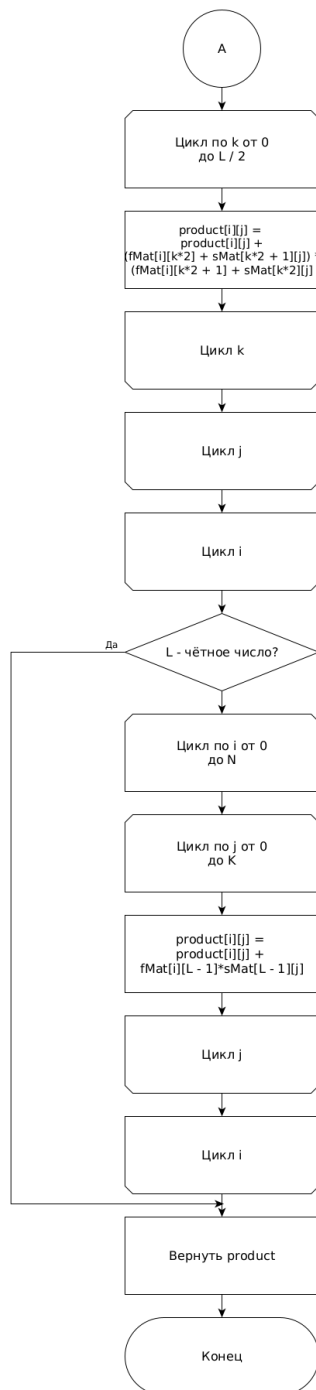 A
Цикл по k от 0
до L / 2
product[i][j] =
product[i][j] +
(fMat[i][k*2] + sMat[k*2 + 1][j]) *
(fMat[i][k*2 + 1] + sMat[k*2][j]
Цикл k
Цикл j
Цикл i
Да
L - чётное число?
Цикл по i от 0
до N
Цикл по j от 0
до K
product[i][j] =
product[i][j] +
fMat[i][L - 1]*sMat[L - 1][j]
Цикл j
Цикл i
Вернуть product
Конец